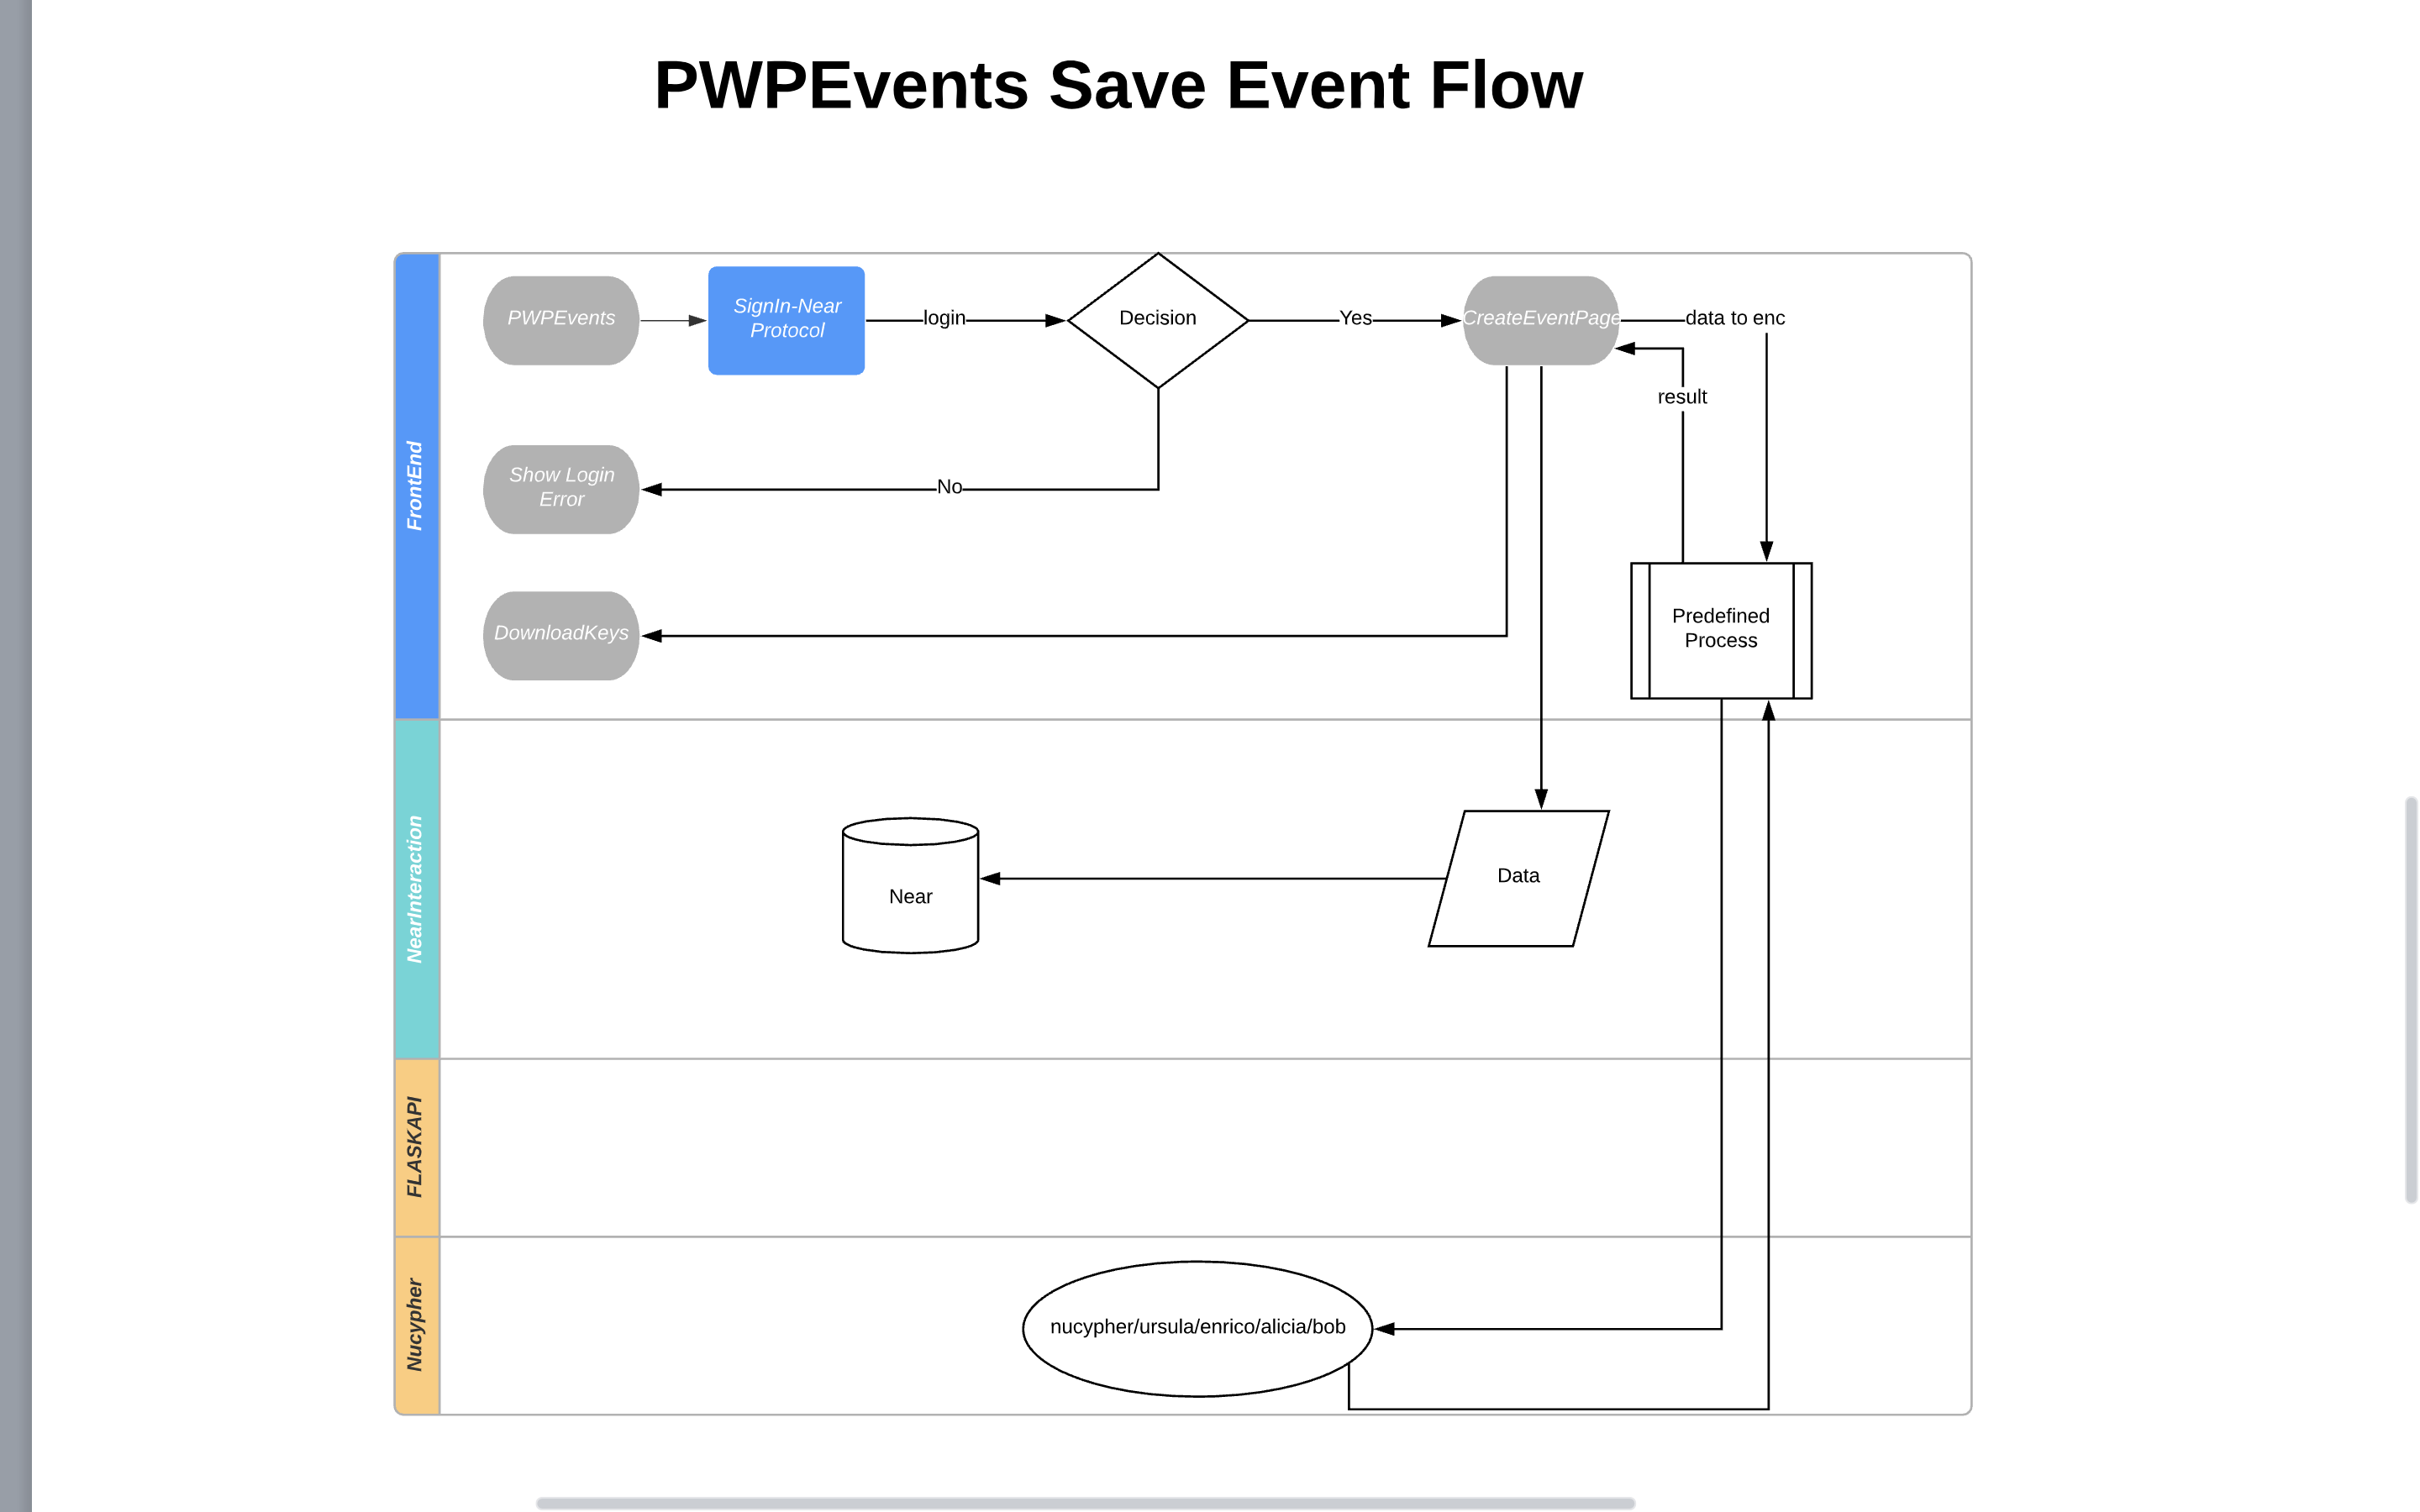 PWPEvents Save Event Flow
FrontEnd
PWPEvents
SignIn-Near
Protocol
login
Decision
Yes
CreateEventPage
data to enc
result
Show Login
Error
No
DownloadKeys
Predefined
Process
NearInteraction
Near
Data
FLASKAPI
Nucypher
nucypher/ursula/enrico/alicia/bob